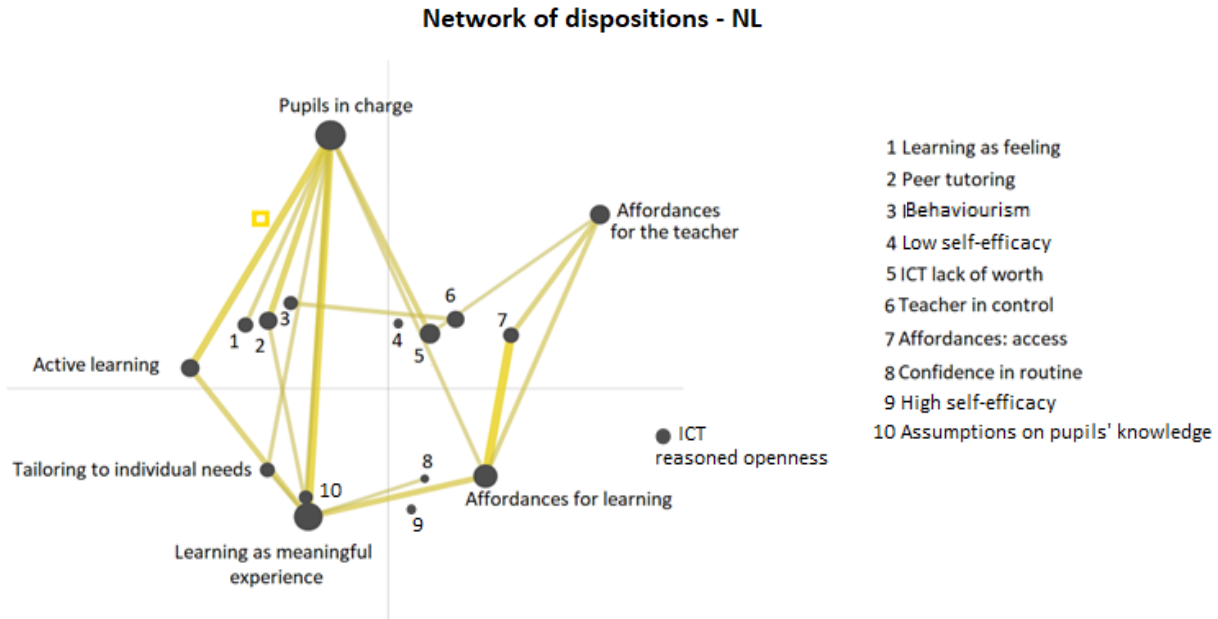 Network of dispositions - NL
Pupils in charge
Affordances
for the teacher
1
2
3
4
5
6
7
Active learning
ICT
reasoned openness
Tailoring to individual needs
8
9
10
Affordances for learning
Learning as meaningful
experience
1 Learning as feeling
2 Peer tutoring
3 Behaviourism
4 Low self-efficacy
5 ICT lack of worth
6 Teacher in control
7 Affordances: access
8 Confidence in routine
9 High self-efficacy
10 Assumptions on pupils' knowledge